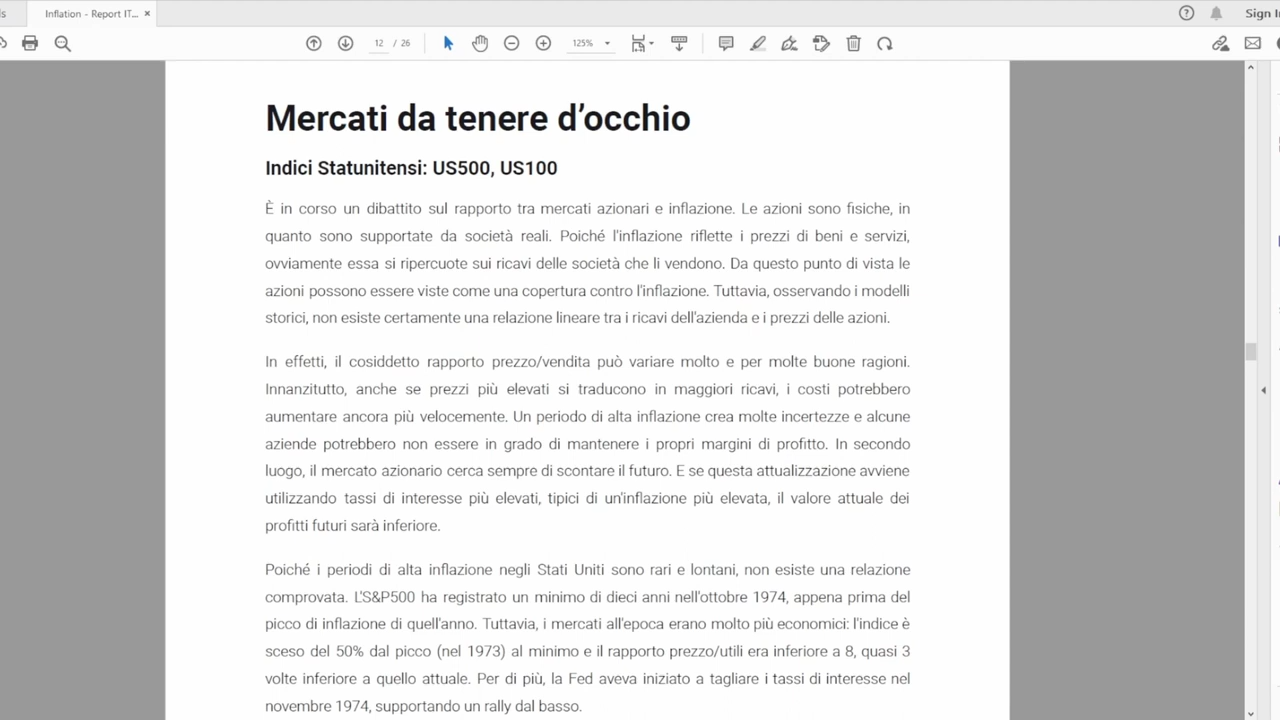 ls
Inflation - Report IT... ×
Sign I
12 / 26
125%
Mercati da tenere d’occhio
Indici Statunitensi: US500, US100
È in corso un dibattito sul rapporto tra mercati azionari e inflazione. Le azioni sono fisiche, in
quanto sono supportate da società reali. Poiché l'inflazione riflette i prezzi di beni e servizi,
ovviamente essa si ripercuote sui ricavi delle società che li vendono. Da questo punto di vista le
azioni possono essere viste come una copertura contro l'inflazione. Tuttavia, osservando i modelli
storici, non esiste certamente una relazione lineare tra i ricavi dell'azienda e i prezzi delle azioni.
In effetti, il cosiddetto rapporto prezzo/vendita può variare molto e per molte buone ragioni.
Innanzitutto, anche se prezzi più elevati si traducono in maggiori ricavi, i costi potrebbero
aumentare ancora più velocemente. Un periodo di alta inflazione crea molte incertezze e alcune
aziende potrebbero non essere in grado di mantenere i propri margini di profitto. In secondo
luogo, il mercato azionario cerca sempre di scontare il futuro. E se questa attualizzazione avviene
utilizzando tassi di interesse più elevati, tipici di un'inflazione più elevata, il valore attuale dei
profitti futuri sarà inferiore.
Poiché i periodi di alta inflazione negli Stati Uniti sono rari e lontani, non esiste una relazione
comprovata. L'S&P500 ha registrato un minimo di dieci anni nell'ottobre 1974, appena prima del
picco di inflazione di quell'anno. Tuttavia, i mercati all'epoca erano molto più economici: l'indice è
sceso del 50% dal picco (nel 1973) al minimo e il rapporto prezzo/utili era inferiore a 8, quasi 3
volte inferiore a quello attuale. Per di più, la Fed aveva iniziato a tagliare i tassi di interesse nel
novembre 1974, supportando un rally dal basso.